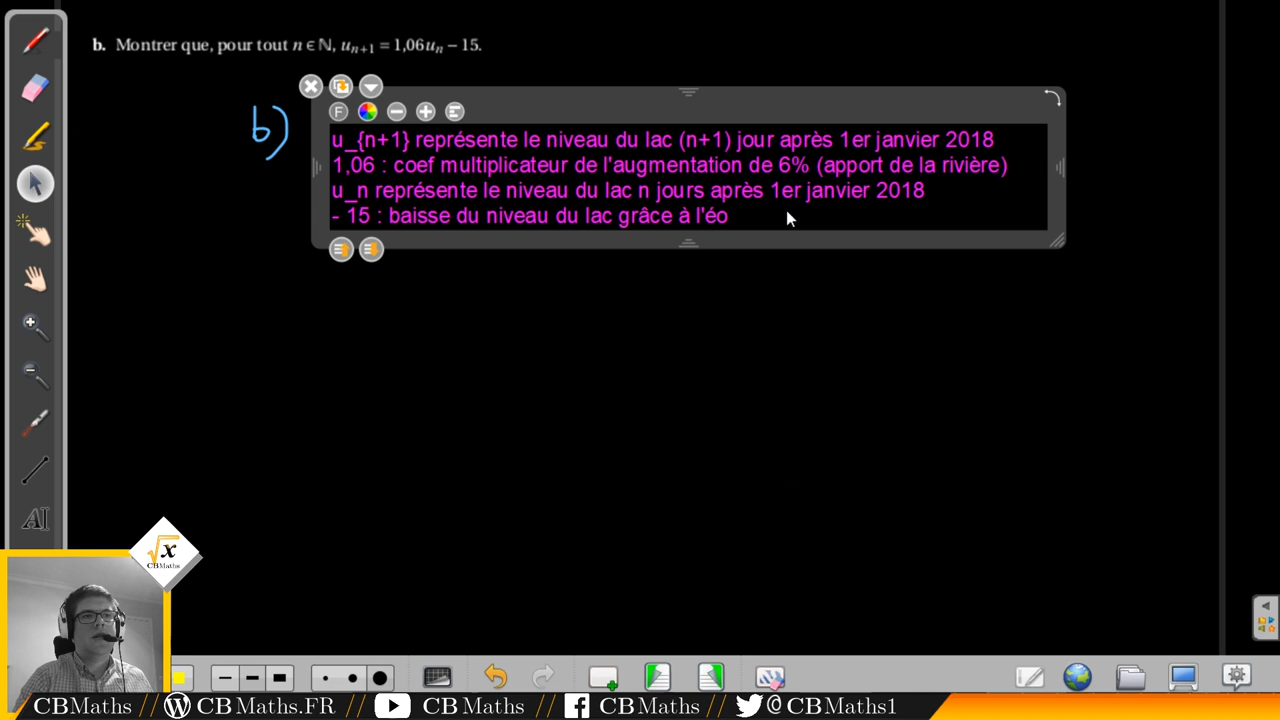 b. Montrer que, pour tout n ∈ ℕ, uₙ₊₁ = 1,06uₙ − 15.
b)
F
u_{n+1} représente le niveau du lac (n+1) jour après 1er janvier 2018
1,06 : coef multiplicateur de l'augmentation de 6% (apport de la rivière)
u_n représente le niveau du lac n jours après 1er janvier 2018
- 15 : baisse du niveau du lac grâce à l'éo
AI
√x
CBMaths
CBMaths // CBMaths.FR // CBMaths // CBMaths // @CBMaths1